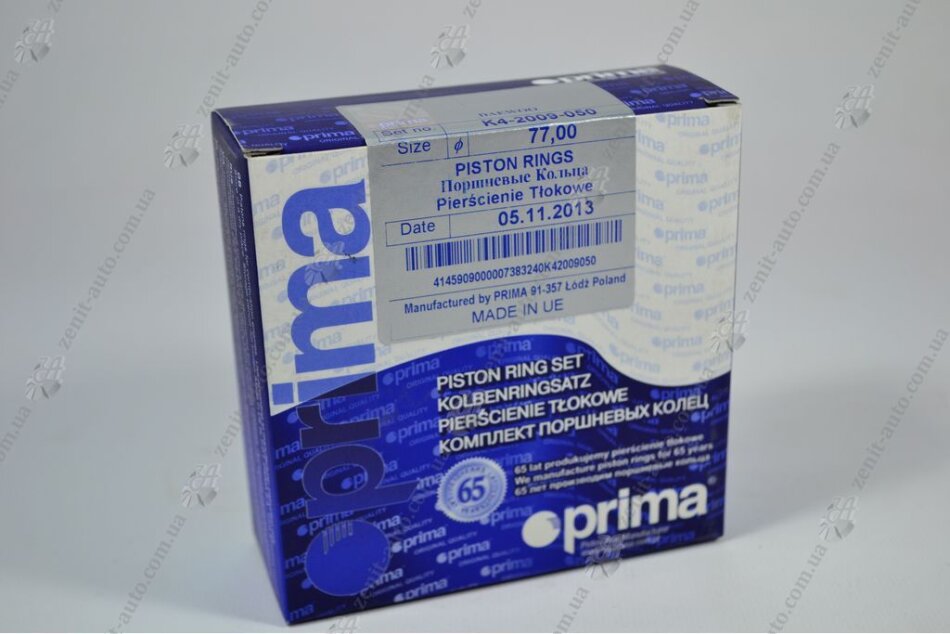 DAEWOO
Set no. K4-2009-050
Size ø 77,00
PISTON RINGS
Поршневые Кольца
Pierścienie Tłokowe
Date 05.11.2013
4145909000007383240K42009050
Manufactured by PRIMA 91-357 Łódź Poland
MADE IN UE
prima
PISTON RING SET
KOLBENRINGSATZ
PIERŚCIENIE TŁOKOWE
КОМПЛЕКТ ПОРШНЕВЫХ КОЛЕЦ
65 lat produkujemy pierścienie tłokowe
We manufacture piston rings for 65 years
65 лет производим поршневые кольца
65
prima
prima
ORIGINAL QUALITY
zenit-auto.com.ua